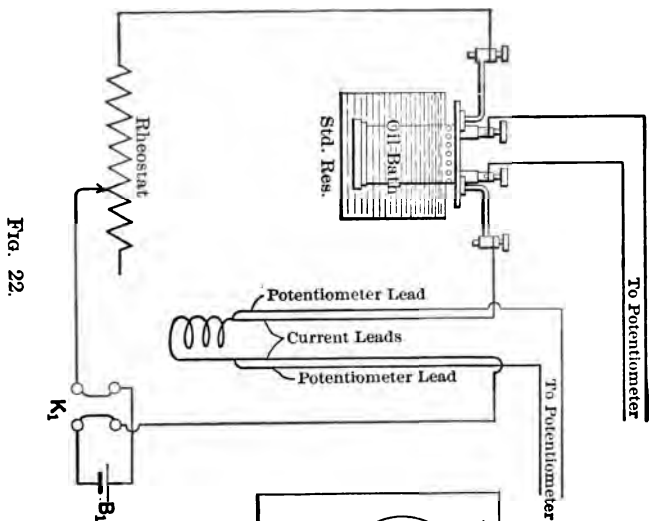 Rheostat
Oil Bath
Std. Res.
To Potentiometer
Potentiometer Lead
Current Leads
Potentiometer Lead
To Potentiometer
K1
B1
FIG. 22.